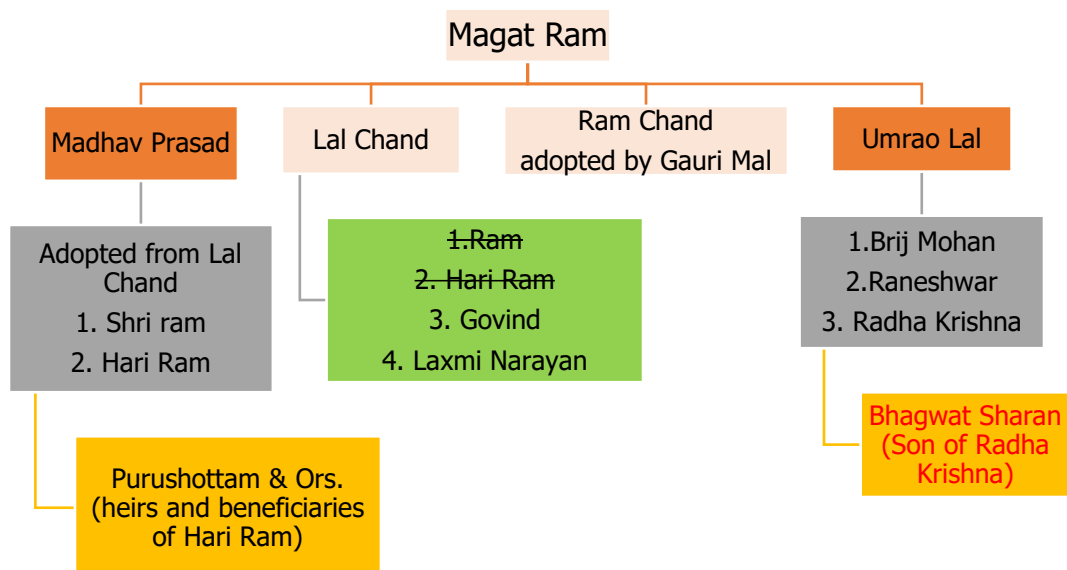 Magat Ram
Madhav Prasad
Lal Chand
Ram Chand
adopted by Gauri Mal
Umrao Lal
Adopted from Lal
Chand
1. Shri ram
2. Hari Ram
1.Ram
2. Hari Ram
3. Govind
4. Laxmi Narayan
1.Brij Mohan
2.Raneshwar
3. Radha Krishna
Purushottam & Ors.
(heirs and beneficiaries
of Hari Ram)
Bhagwat Sharan
(Son of Radha
Krishna)